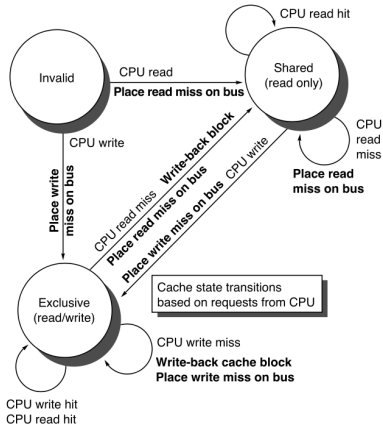 CPU read hit
Invalid
CPU read
Place read miss on bus
Shared
(read only)
CPU write
Place write
miss on bus
CPU read miss
Write-back block
Place read miss on bus
Place write miss on bus
CPU write
CPU
read
miss
Place read
miss on bus
Exclusive
(read/write)
Cache state transitions
based on requests from CPU
CPU write miss
Write-back cache block
Place write miss on bus
CPU write hit
CPU read hit